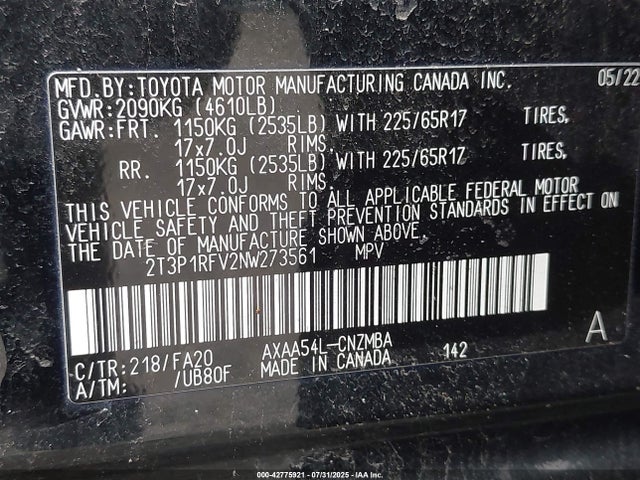 MFD.BY:TOYOTA MOTOR MANUFACTURING CANADA INC. 05/22
GVWR:2090KG (4610LB)
GAWR:FRT. 1150KG (2535LB) WITH 225/65R17 TIRES,
17x7.0J RIMS.
RR. 1150KG (2535LB) WITH 225/65R17 TIRES,
17x7.0J RIMS.
THIS VEHICLE CONFORMS TO ALL APPLICABLE FEDERAL MOTOR
VEHICLE SAFETY AND THEFT PREVENTION STANDARDS IN EFFECT ON
THE DATE OF MANUFACTURE SHOWN ABOVE.
2T3P1RFV2NW273561 MPV
A
C/TR:218/FA20 AXAA54L-CNZMBA 142
A/TM: /UB80F MADE IN CANADA
000-42775921 - 07/31/2025 - IAA Inc.